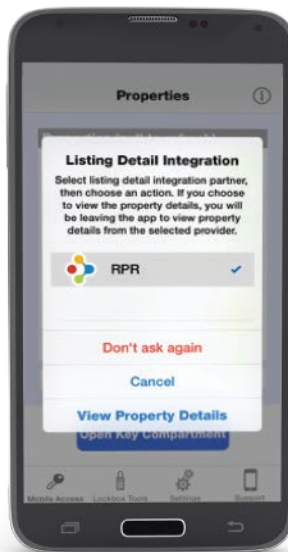 Properties
Listing Detail Integration
Select listing detail integration partner,
then choose an action. If you choose
to view the property details, you will
be leaving the app to view property
details from the selected provider.
RPR
Don't ask again
Cancel
View Property Details
Open Key Compartment
Mobile Access Lockbox Tools Settings Support